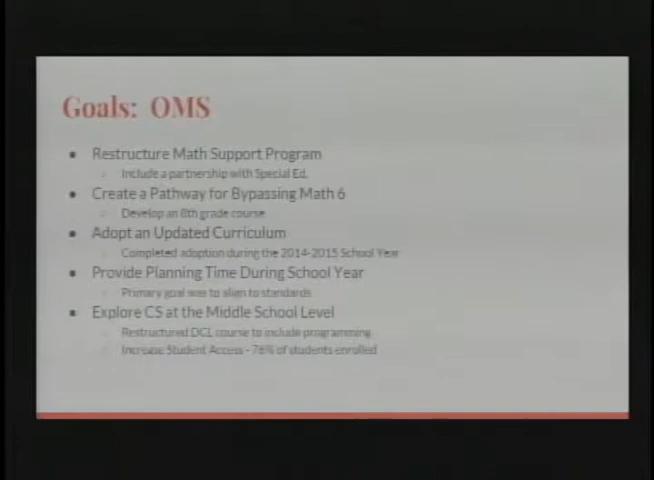 Goals: OMS
Restructure Math Support Program
Include a partnership with Special Ed.
Create a Pathway for Bypassing Math 6
Develop an 8th grade course
Adopt an Updated Curriculum
Completed adoption during the 2014-2015 School Year
Provide Planning Time During School Year
Primary goal was to align to standards
Explore CS at the Middle School Level
Restructured DCL course to include programming
Increase Student Access - 76% of students enrolled